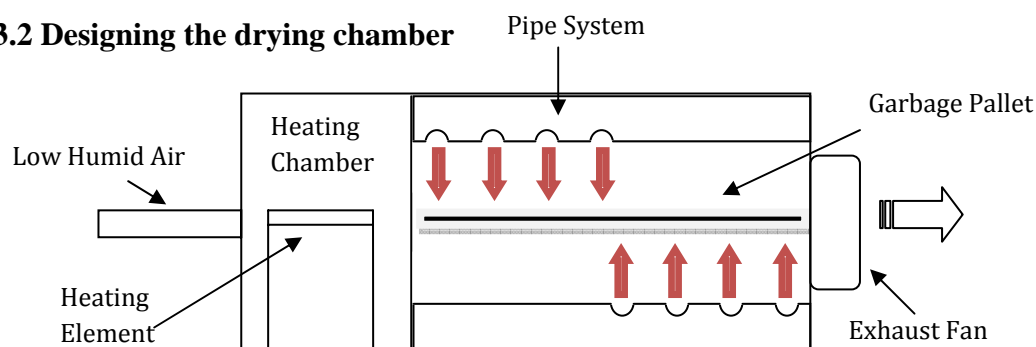 3.2 Designing the drying chamber
Pipe System
Garbage Pallet
Heating
Chamber
Low Humid Air
Heating
Element
Exhaust Fan